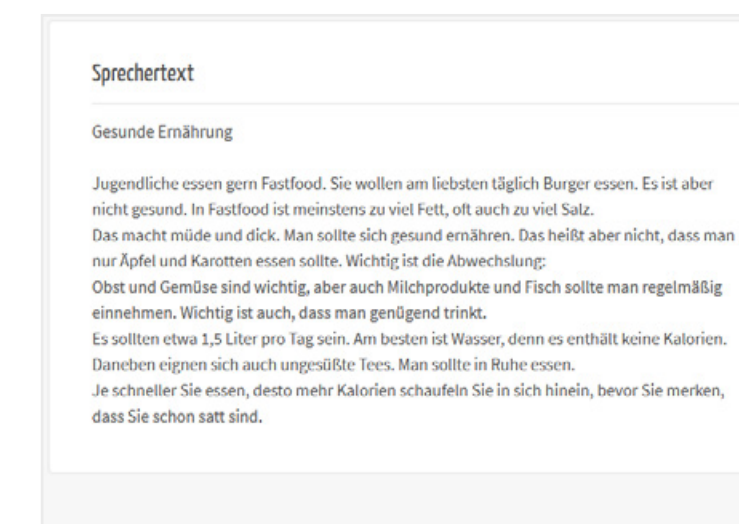 Sprechertext
Gesunde Ernährung
Jugendliche essen gern Fastfood. Sie wollen am liebsten täglich Burger essen. Es ist aber
nicht gesund. In Fastfood ist meinstens zu viel Fett, oft auch zu viel Salz.
Das macht müde und dick. Man sollte sich gesund ernähren. Das heißt aber nicht, dass man
nur Äpfel und Karotten essen sollte. Wichtig ist die Abwechslung:
Obst und Gemüse sind wichtig, aber auch Milchprodukte und Fisch sollte man regelmäßig
einnehmen. Wichtig ist auch, dass man genügend trinkt.
Es sollten etwa 1,5 Liter pro Tag sein. Am besten ist Wasser, denn es enthält keine Kalorien.
Daneben eignen sich auch ungesüßte Tees. Man sollte in Ruhe essen.
Je schneller Sie essen, desto mehr Kalorien schaufeln Sie in sich hinein, bevor Sie merken,
dass Sie schon satt sind.